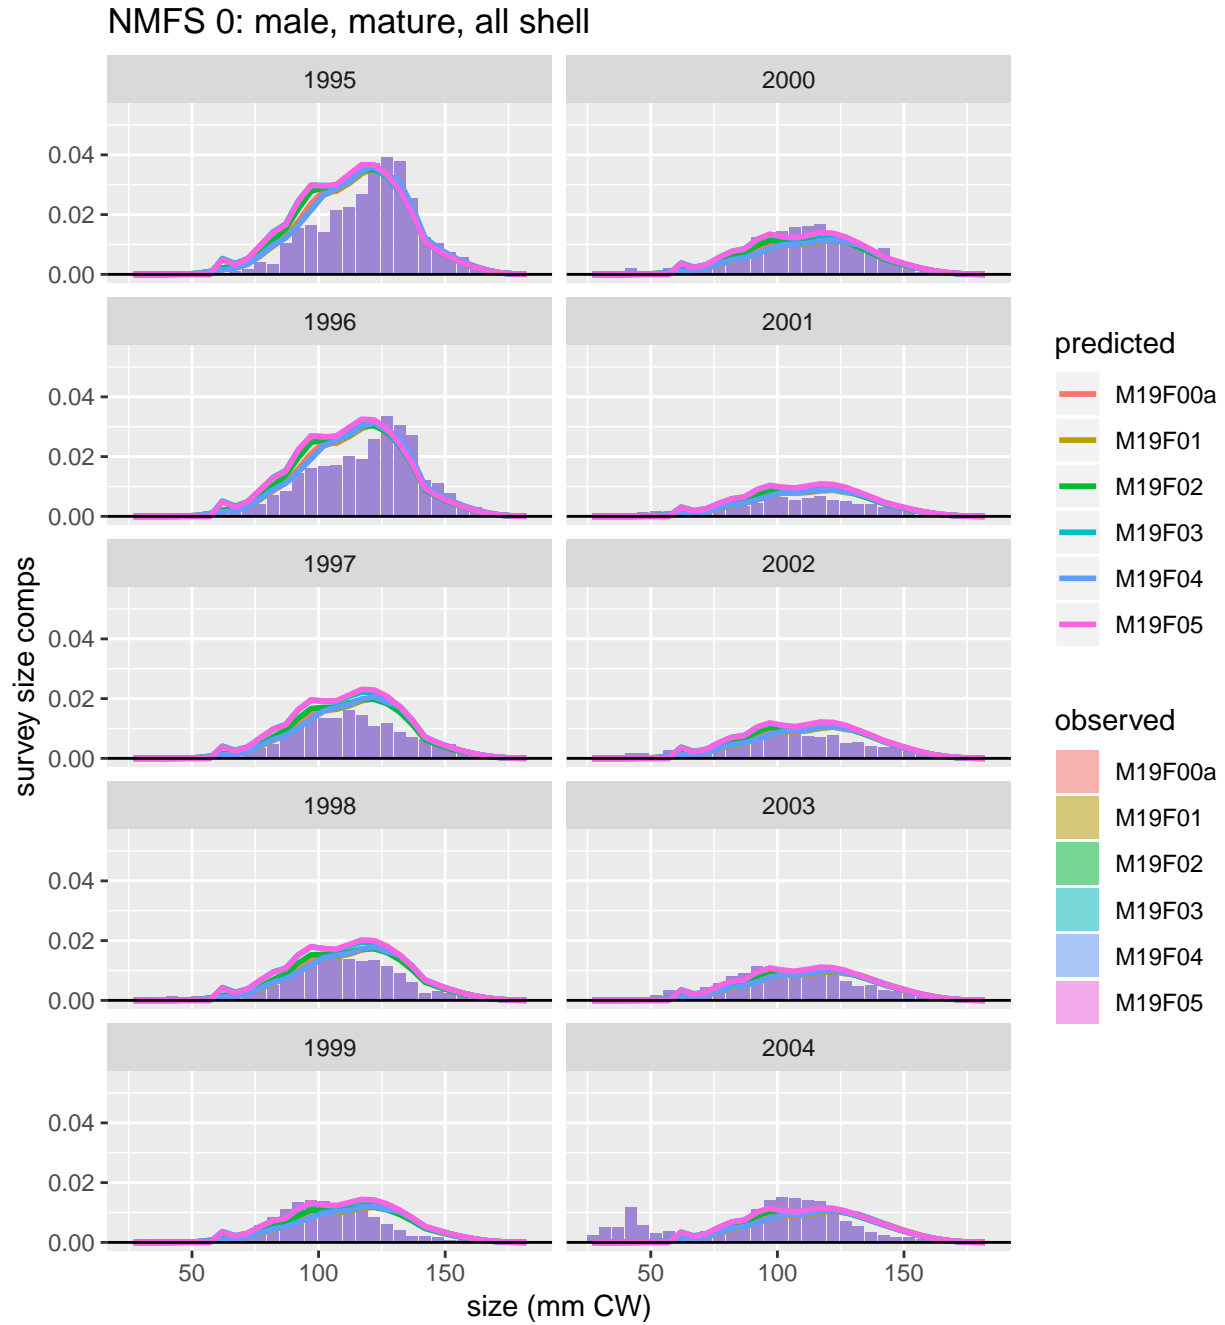 NMFS 0: male, mature, all shell
1995
2000
0.04
0.02
0.00
1996
2001
0.04
0.02
0.00
1997
2002
0.04
0.02
0.00
1998
2003
0.04
0.02
0.00
1999
2004
0.04
0.02
0.00
50
100
150
50
100
150
size (mm CW)
survey size comps
predicted
M19F00a
M19F01
M19F02
M19F03
M19F04
M19F05
observed
M19F00a
M19F01
M19F02
M19F03
M19F04
M19F05